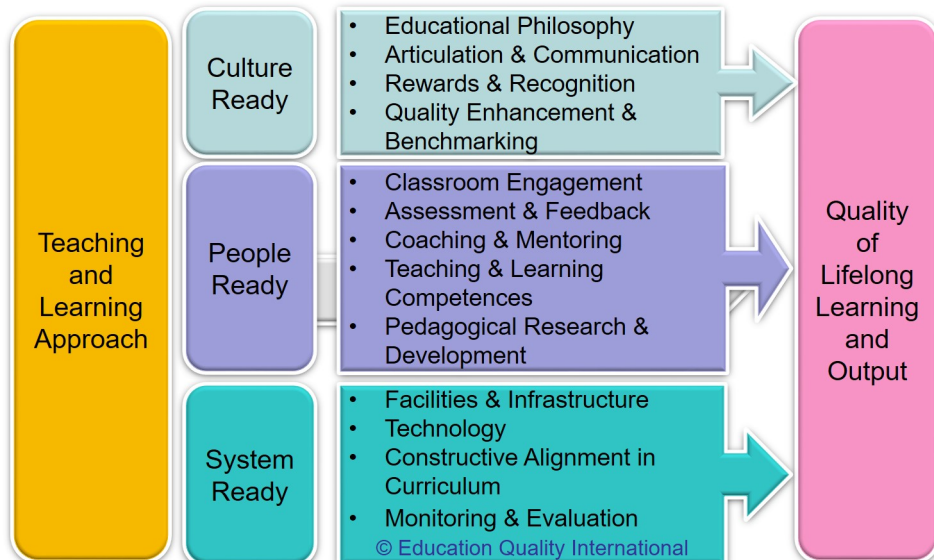 Teaching
and
Learning
Approach
Culture
Ready
• Educational Philosophy
• Articulation & Communication
• Rewards & Recognition
• Quality Enhancement &
Benchmarking
People
Ready
• Classroom Engagement
• Assessment & Feedback
• Coaching & Mentoring
• Teaching & Learning
Competences
• Pedagogical Research &
Development
System
Ready
• Facilities & Infrastructure
• Technology
• Constructive Alignment in
Curriculum
• Monitoring & Evaluation
© Education Quality International
Quality
of
Lifelong
Learning
and
Output